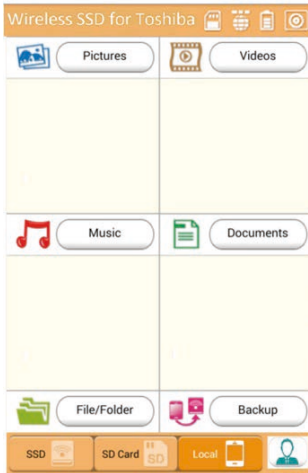 Wireless SSD for Toshiba
Pictures
Videos
Music
Documents
File/Folder
Backup
SSD
SD Card
SD
Local